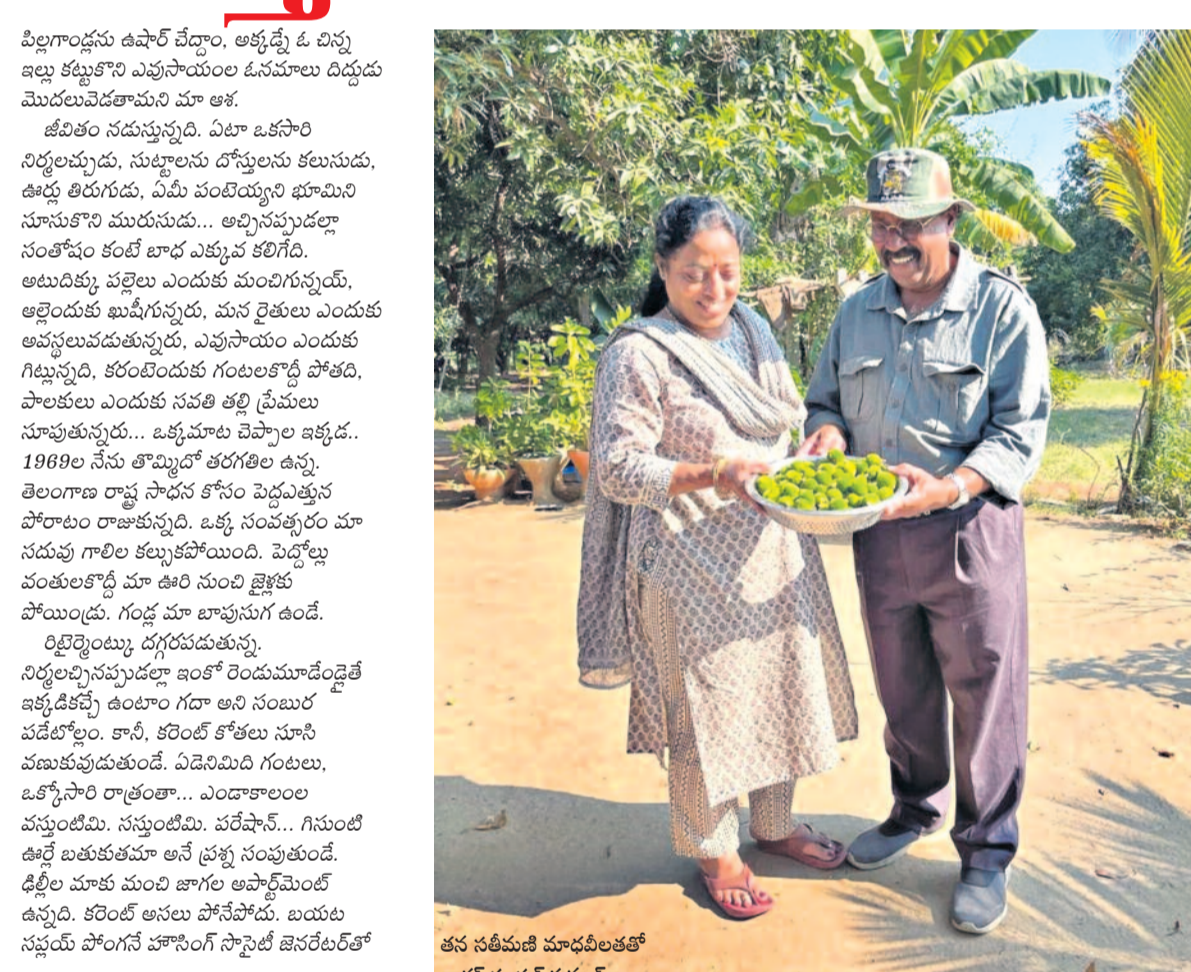 పిల్లగాండ్లను ఉషార్ చేద్దాం, అక్కడ్నే ఓ చిన్న
ఇల్లు కట్టుకొని ఎవుసాయంల ఓనమాలు దిద్దుడు
మొదలువెడతామని మా ఆశ.
జీవితం నడుస్తున్నది. ఏటా ఒకసారి
నిర్మలచ్చుడు, సుట్టాలను దోస్తులను కలుసుడు,
ఊర్లు తిరుగుడు, ఏమీ పంటెయ్యని భూమిని
సూసుకొని మురుసుడు... అచ్చినప్పుడల్లా
సంతోషం కంటే బాధ ఎక్కువ కలిగేది.
అటుదిక్కు పల్లెలు ఎందుకు మంచిగున్నయ్,
ఆల్లెందుకు ఖుషీగున్నరు, మన రైతులు ఎందుకు
అవస్థలువడుతున్నరు, ఎవుసాయం ఎందుకు
గిట్లున్నది, కరంటెందుకు గంటలకొద్దీ పోతది,
పాలకులు ఎందుకు సవతి తల్లి ప్రేమలు
సూపుతున్నరు... ఒక్కమాట చెప్పాల ఇక్కడ..
1969ల నేను తొమ్మిదో తరగతిల ఉన్న.
తెలంగాణ రాష్ట్ర సాధన కోసం పెద్దఎత్తున
పోరాటం రాజుకున్నది. ఒక్క సంవత్సరం మా
సదువు గాలిల కల్సుకపోయింది. పెద్దోల్లు
వంతులకొద్దీ మా ఊరి నుంచి జైళ్లకు
పోయిండ్రు. గండ్ల మా బాపుసుగ ఉండే.
రిటైర్మెంట్కు దగ్గరపడుతున్న.
నిర్మలచ్చినప్పుడల్లా ఇంకో రెండుమూడేండ్లైతే
ఇక్కడికచ్చే ఉంటాం గదా అని సంబుర
పడేటోల్లం. కానీ, కరెంట్ కోతలు సూసి
వణుకువుడుతుండే. ఏడెనిమిది గంటలు,
ఒక్కోసారి రాత్రంతా... ఎండాకాలంల
వస్తుంటిమి. సస్తుంటిమి. పరేషాన్... గిసుంటి
ఊర్లే బతుకుతమా అనే ప్రశ్న సంపుతుండే.
ఢిల్లీల మాకు మంచి జాగల అపార్ట్‌మెంట్
ఉన్నది. కరెంట్ అసలు పోనేపోదు. బయట
సప్లయ్ పోంగనే హౌసింగ్ సొసైటీ జెనరేటర్‌తో
తన సతీమణి మాధవీలతతో